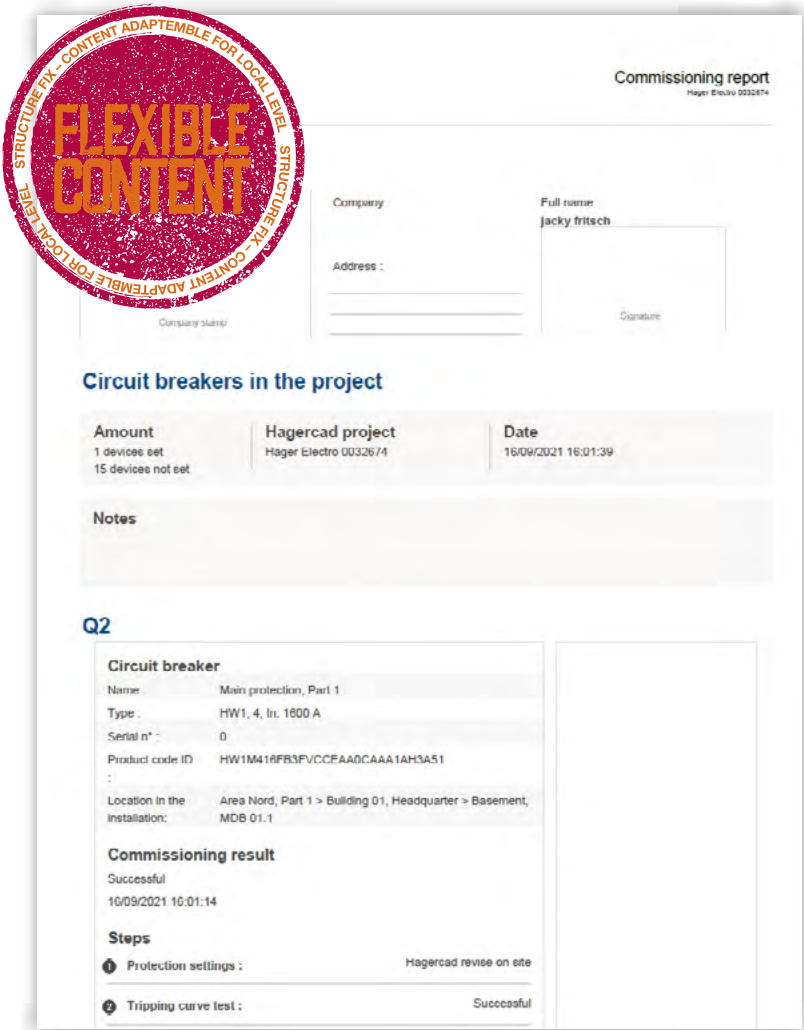 STRUCTURE FIX – CONTENT ADAPTEMBLE FOR LOCAL LEVEL
STRUCTURE FIX – CONTENT ADAPTEMBLE FOR LOCAL LEVEL
FLEXIBLE
CONTENT
Commissioning report
Hager Electro 0032674
Company
Full name
jacky fritsch
Address :
Company stamp
Signature
Circuit breakers in the project
Amount
1 devices set
15 devices not set
Hagercad project
Hager Electro 0032674
Date
16/09/2021 16:01:39
Notes
Q2
Circuit breaker
Name
Main protection, Part 1
Type :
HW1, 4, In: 1600 A
Serial n° :
0
Product code ID
:
HW1M416FB3FVCCEAA0CAAA1AH3A51
Location in the
installation:
Area Nord, Part 1 > Building 01, Headquarter > Basement,
MDB 01.1
Commissioning result
Successful
16/09/2021 16:01:14
Steps
1 Protection settings : Hagercad revise on site
2 Tripping curve test : Successful